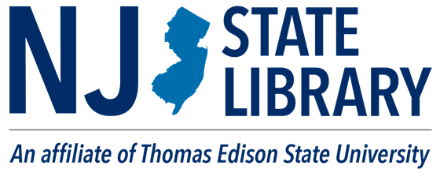 NJ STATE
LIBRARY
An affiliate of Thomas Edison State University